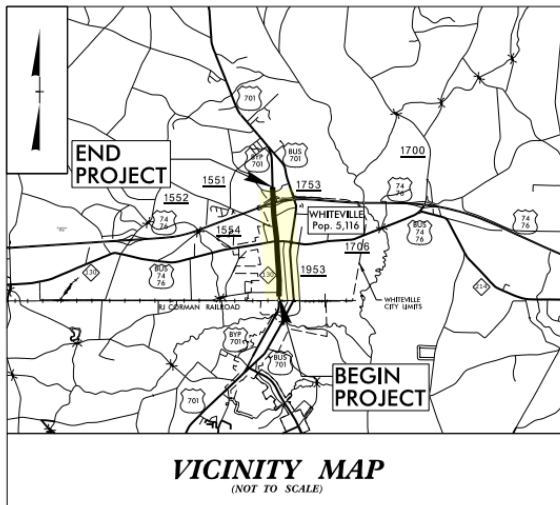 701
END
PROJECT
BYP
701
BUS
701
1700
1551
1753
1552
74
76
74
76
WHITEVILLE
Pop. 5,116
74
76
1554
BUS
74
76
1706
130
BUS
74
76
130
1953
214
RJ CORMAN RAILROAD
WHITEVILLE
CITY LIMITS
BYP
701
BUS
701
BEGIN
PROJECT
701
VICINITY MAP
(NOT TO SCALE)